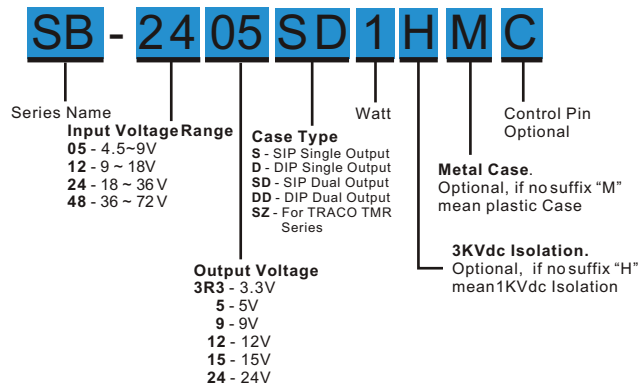 SB - 24 05 SD 1 H M C
Series Name
Input Voltage Range
05 - 4.5~9V
12 - 9 ~ 18V
24 - 18 ~ 36V
48 - 36 ~ 72V
Case Type
S - SIP Single Output
D - DIP Single Output
SD - SIP Dual Output
DD - DIP Dual Output
SZ - For TRACO TMR
Series
Watt
Control Pin
Optional
Metal Case.
Optional, if no suffix “M”
mean plastic Case
3KVdc Isolation.
Optional, if no suffix “H”
mean1KVdc Isolation
Output Voltage
3R3 - 3.3V
5 - 5V
9 - 9V
12 - 12V
15 - 15V
24 - 24V